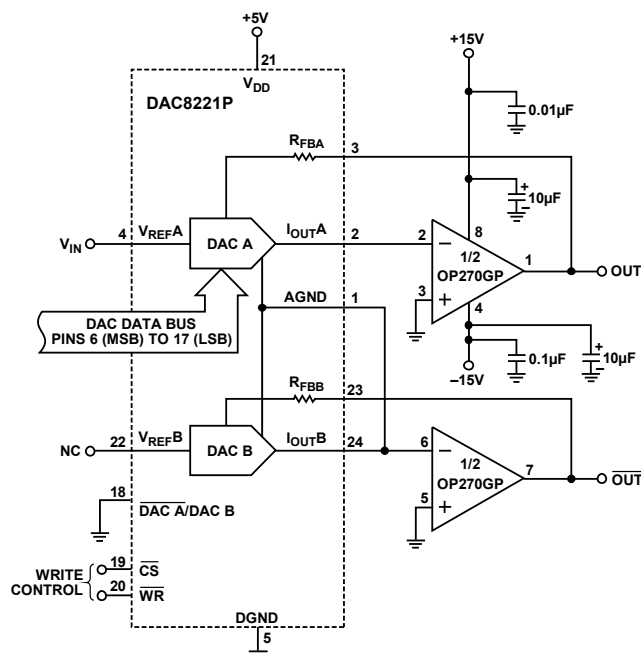 +5V
21
VDD
DAC8221P
+15V
0.01µF
RFBA
3
+
10µF
–
8
VIN
4
VREFA
DAC A
IOUTA
2
2
–
1/2
OP270GP
1
OUT
3
+
4
AGND
1
DAC DATA BUS
PINS 6 (MSB) TO 17 (LSB)
0.1µF
+
10µF
–
–15V
RFBB
23
NC
22
VREFB
DAC B
IOUTB
24
6
–
1/2
OP270GP
7
OUT
5
+
18
DAC A/DAC B
WRITE
CONTROL
19
CS
20
WR
DGND
5